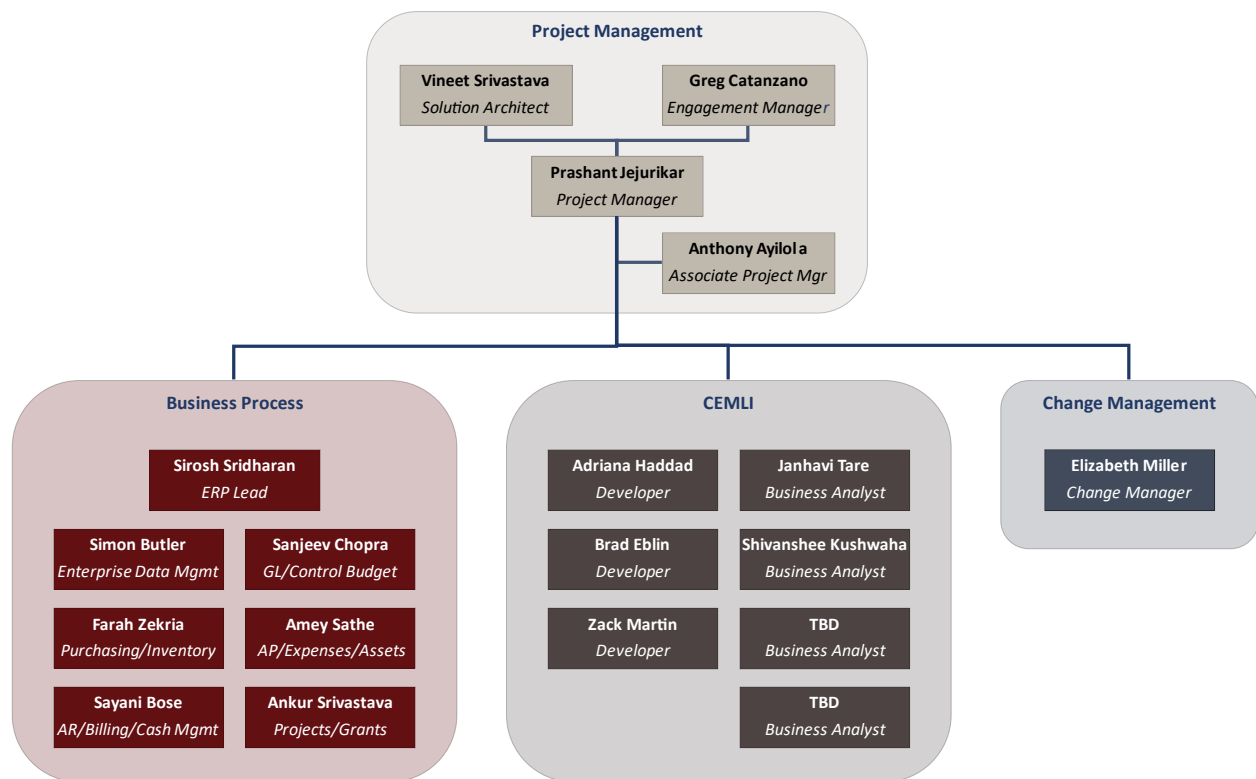 Project Management
Vineet Srivastava
Solution Architect
Greg Catanzano
Engagement Manager
Prashant Jejurikar
Project Manager
Anthony Ayilola
Associate Project Mgr
Business Process
Sirosh Sridharan
ERP Lead
Simon Butler
Enterprise Data Mgmt
Sanjeev Chopra
GL/Control Budget
Farah Zekria
Purchasing/Inventory
Amey Sathe
AP/Expenses/Assets
Sayani Bose
AR/Billing/Cash Mgmt
Ankur Srivastava
Projects/Grants
CEMLI
Adriana Haddad
Developer
Janhavi Tare
Business Analyst
Brad Eblin
Developer
Shivanshee Kushwaha
Business Analyst
Zack Martin
Developer
TBD
Business Analyst
TBD
Business Analyst
Change Management
Elizabeth Miller
Change Manager